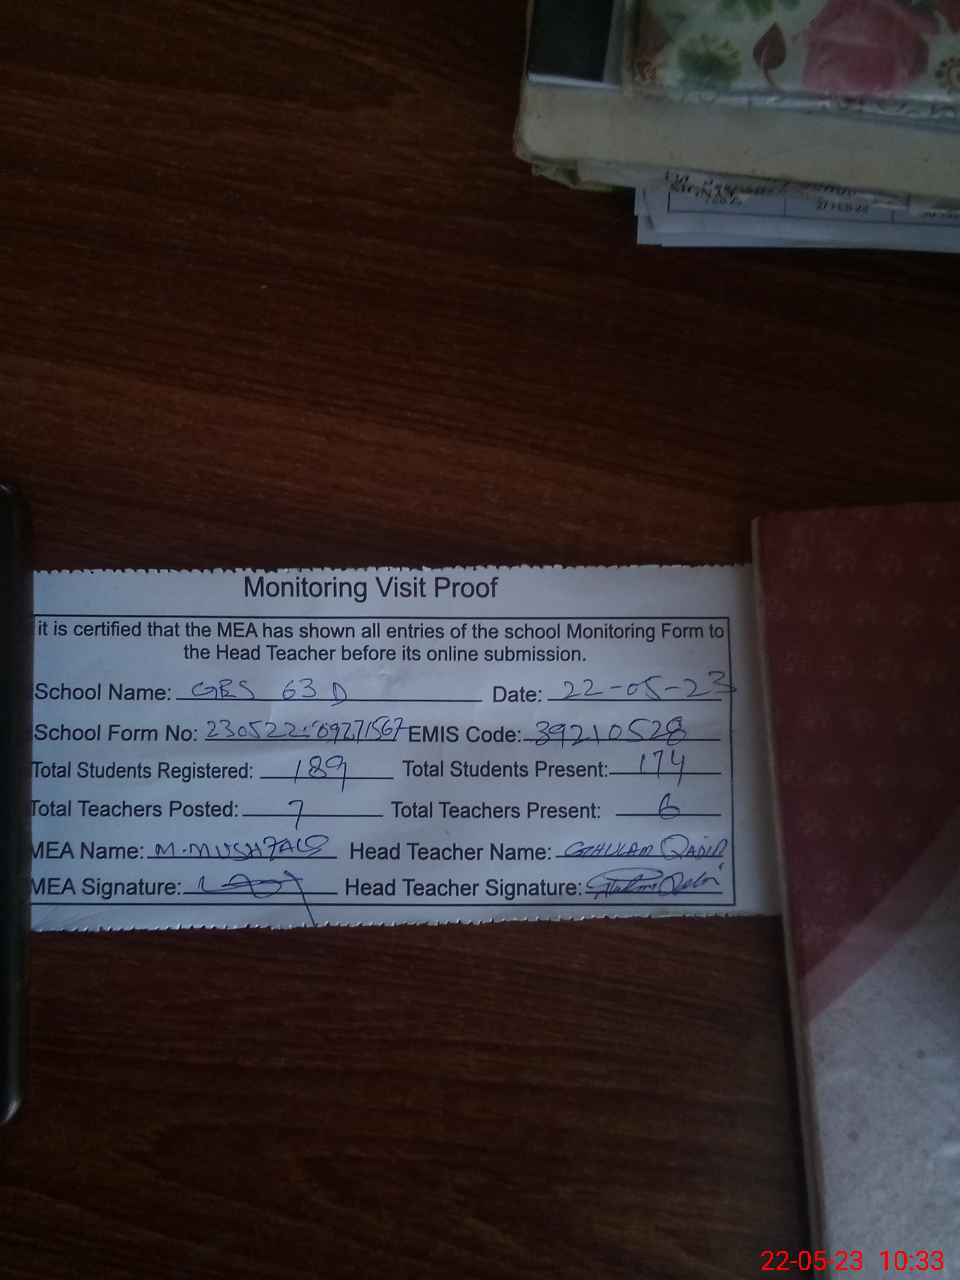 21 FEB 22
Monitoring Visit Proof
it is certified that the MEA has shown all entries of the school Monitoring Form to
the Head Teacher before its online submission.
School Name: GES 63 D Date: 22-05-23
School Form No: EMIS Code: 39210528
Total Students Registered: 189 Total Students Present: 174
Total Teachers Posted: 7 Total Teachers Present: 6
MEA Name: M.MUSHTAQ Head Teacher Name: GHULAM QADIR
MEA Signature: Head Teacher Signature:
22-05-23 10:33